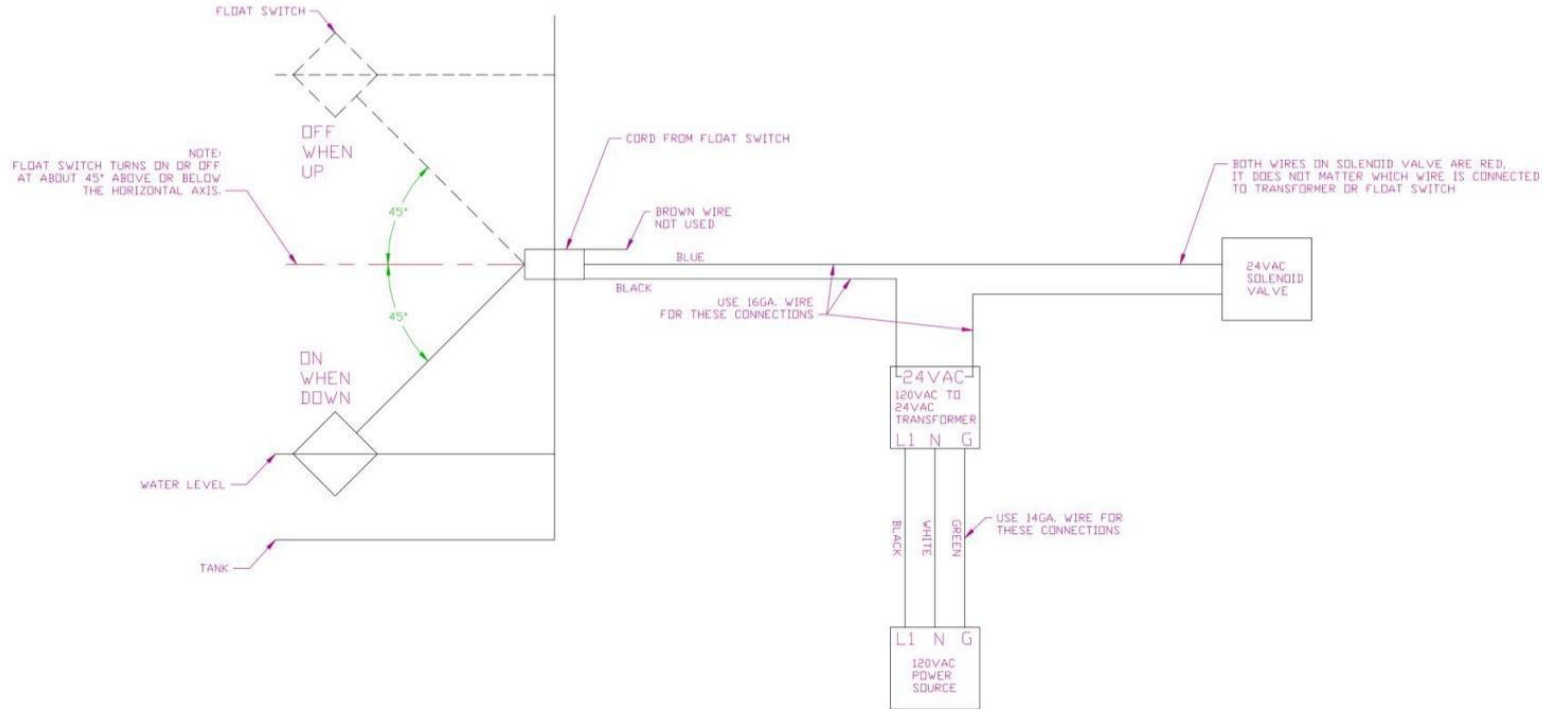 FLOAT SWITCH
OFF
WHEN
UP
NOTE:
FLOAT SWITCH TURNS ON OR OFF
AT ABOUT 45° ABOVE OR BELOW
THE HORIZONTAL AXIS.
45°
45°
ON
WHEN
DOWN
WATER LEVEL
TANK
CORD FROM FLOAT SWITCH
BROWN WIRE
NOT USED
BLUE
BLACK
USE 16GA. WIRE
FOR THESE CONNECTIONS
BOTH WIRES ON SOLENOID VALVE ARE RED,
IT DOES NOT MATTER WHICH WIRE IS CONNECTED
TO TRANSFORMER OR FLOAT SWITCH
24VAC
SOLENOID
VALVE
24VAC
120VAC TO
24VAC
TRANSFORMER
L1 N G
BLACK
WHITE
GREEN
USE 14GA. WIRE FOR
THESE CONNECTIONS
L1 N G
120VAC
POWER
SOURCE